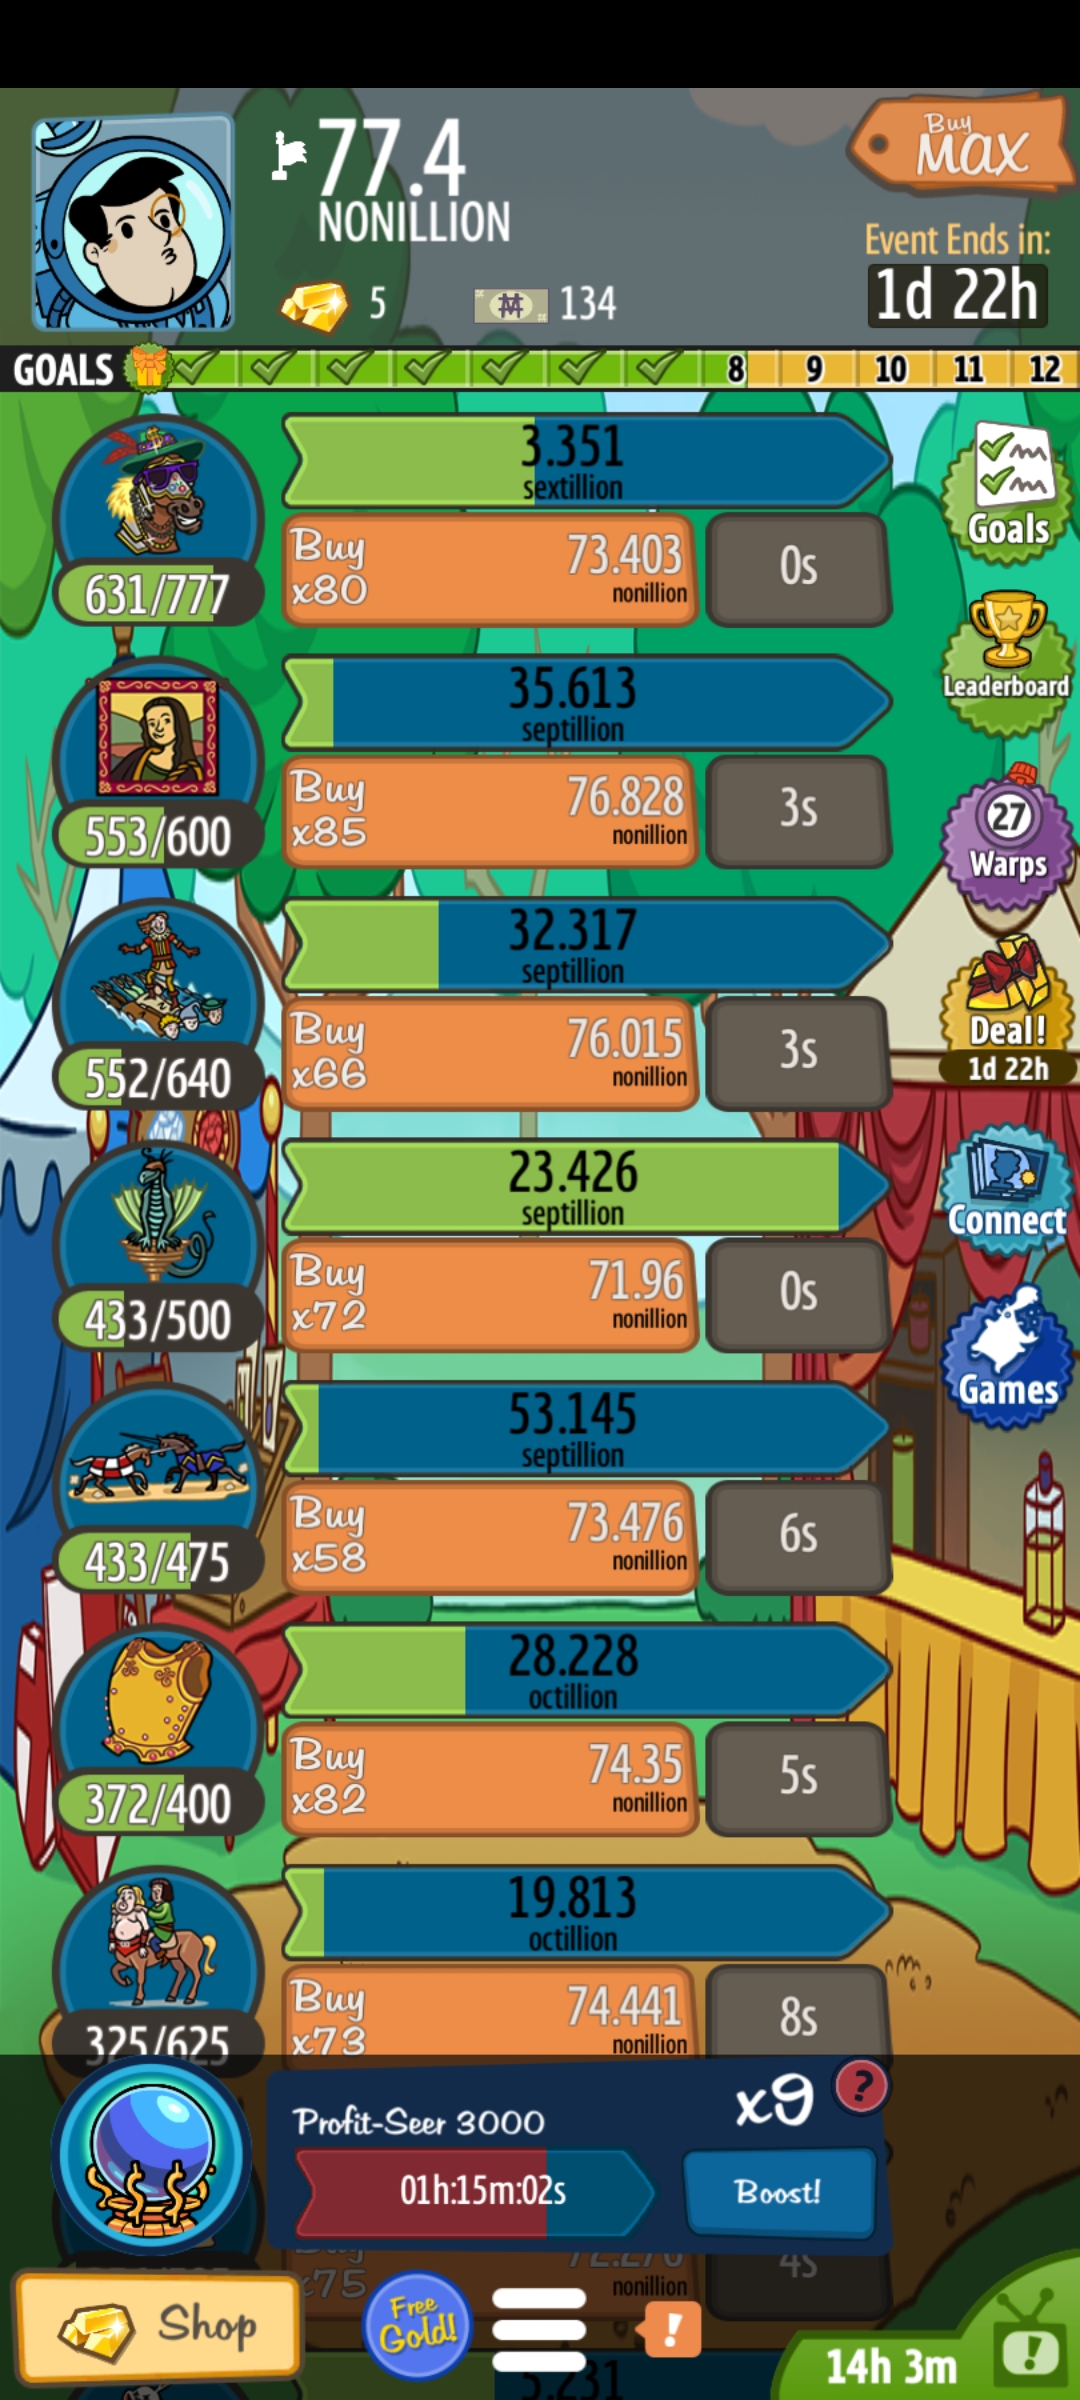 77.4
NONILLION
Buy
MAX
5
134
Event Ends in:
1d 22h
GOALS
8 9 10 11 12
3.351
sextillion
Buy
x80
73.403
nonillion
0s
631/777
Goals
35.613
septillion
Leaderboard
Buy
x85
76.828
nonillion
3s
553/600
27
Warps
32.317
septillion
Buy
x66
76.015
nonillion
3s
552/640
Deal!
1d 22h
23.426
septillion
Connect
Buy
x72
71.96
nonillion
0s
433/500
Games
53.145
septillion
Buy
x58
73.476
nonillion
6s
433/475
28.228
octillion
Buy
x82
74.35
nonillion
5s
372/400
19.813
octillion
Buy
x73
74.441
nonillion
8s
325/625
Profit-Seer 3000
x9
?
01h:15m:02s
Boost!
Buy
x75
nonillion
4s
Shop
Free
Gold!
!
14h 3m
!
5.231